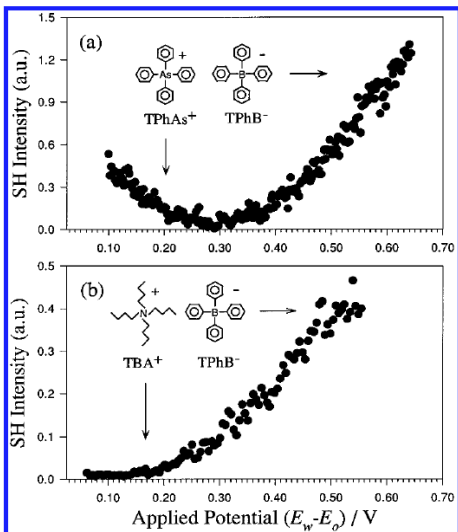 1.5
(a)
+
−
1.2
As
B
0.9
TPhAs⁺
TPhB⁻
0.6
0.3
0.0
0.10 0.20 0.30 0.40 0.50 0.60 0.70
SH Intensity (a.u.)
0.5
(b)
+
−
0.4
N
B
0.3
TBA⁺
TPhB⁻
0.2
0.1
0.0
0.10 0.20 0.30 0.40 0.50 0.60 0.70
SH Intensity (a.u.)
Applied Potential (E_w-E_o) / V